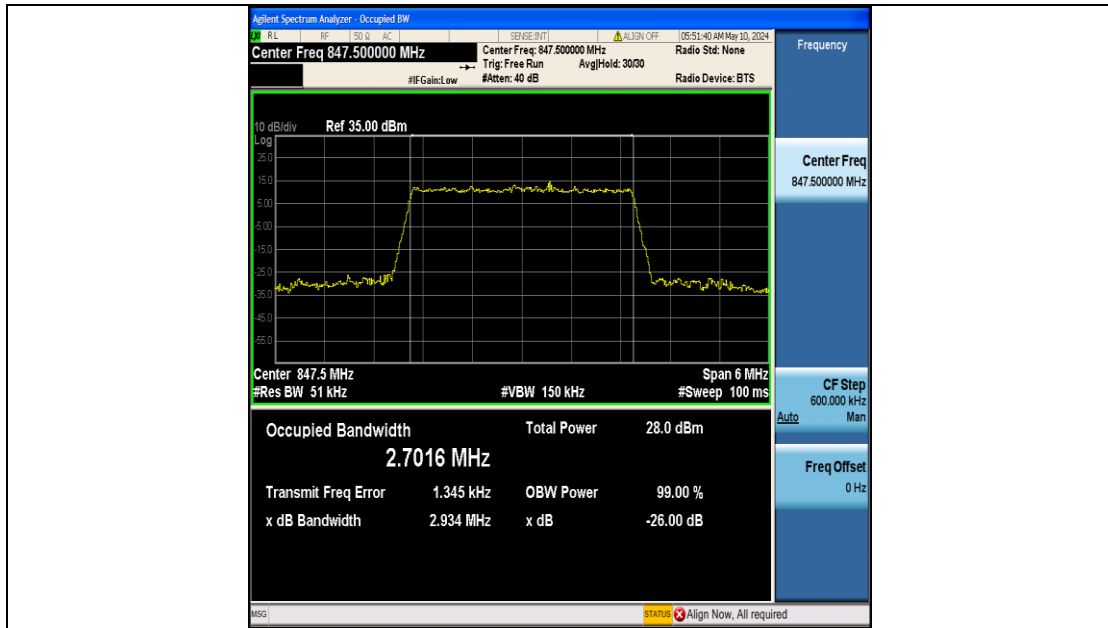 Agilent Spectrum Analyzer - Occupied BW
RL RF 50 Ω AC SENSE:INT ALIGN OFF 05:51:40 AM May 10, 2024
Center Freq 847.500000 MHz
Center Freq: 847.500000 MHz Radio Std: None
Trig: Free Run Avg|Hold: 30/30
#IFGain:Low #Atten: 40 dB Radio Device: BTS
10 dB/div Ref 35.00 dBm
Log
25.0
15.0
5.00
-5.00
-15.0
-25.0
-35.0
-45.0
-55.0
Center 847.5 MHz Span 6 MHz
#Res BW 51 kHz #VBW 150 kHz #Sweep 100 ms
Occupied Bandwidth Total Power 28.0 dBm
2.7016 MHz
Transmit Freq Error 1.345 kHz OBW Power 99.00 %
x dB Bandwidth 2.934 MHz x dB -26.00 dB
MSG STATUS Align Now, All required
Frequency
Center Freq
847.500000 MHz
CF Step
600.000 kHz
Auto Man
Freq Offset
0 Hz